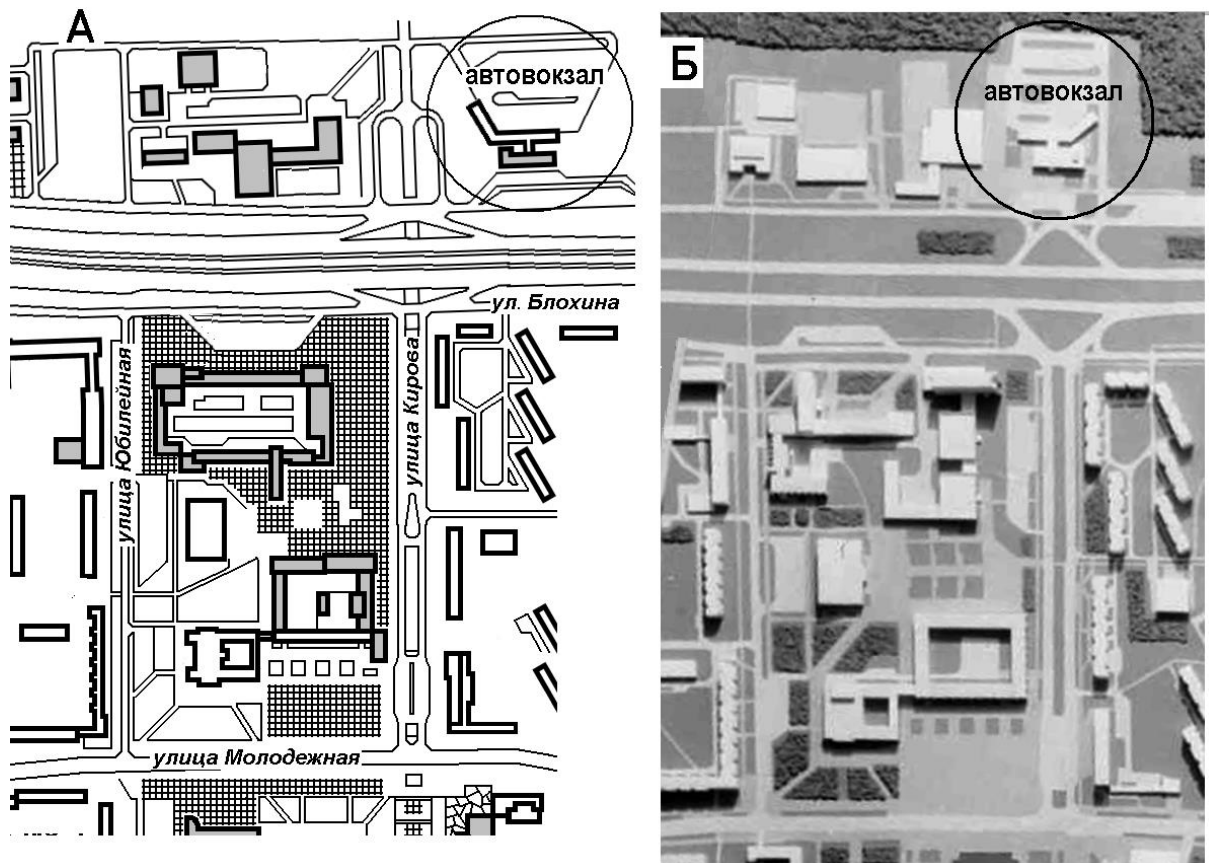 А
автовокзал
ул. Блохина
улица Юбилейная
улица Кирова
улица Молодежная
Б
автовокзал